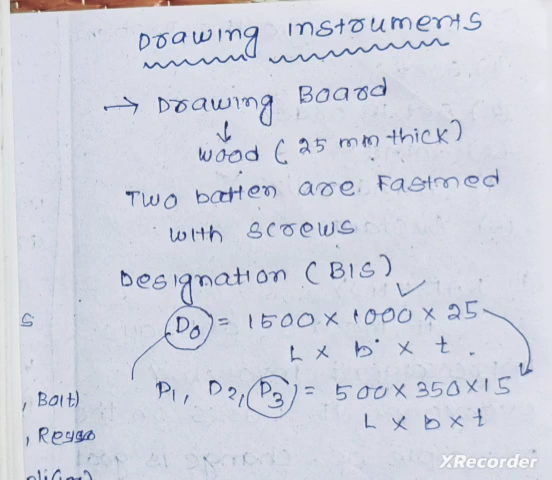 Drawing instruments
→ Drawing Board
↓
wood (25 mm thick)
Two batten are Fastned
with screws
Designation (BIS)
D0 = 1500 × 1000 × 25
L × b × t.
D1, D2, D3 = 500 × 350 × 15
L × b × t
s
, Bolt)
XRecorder